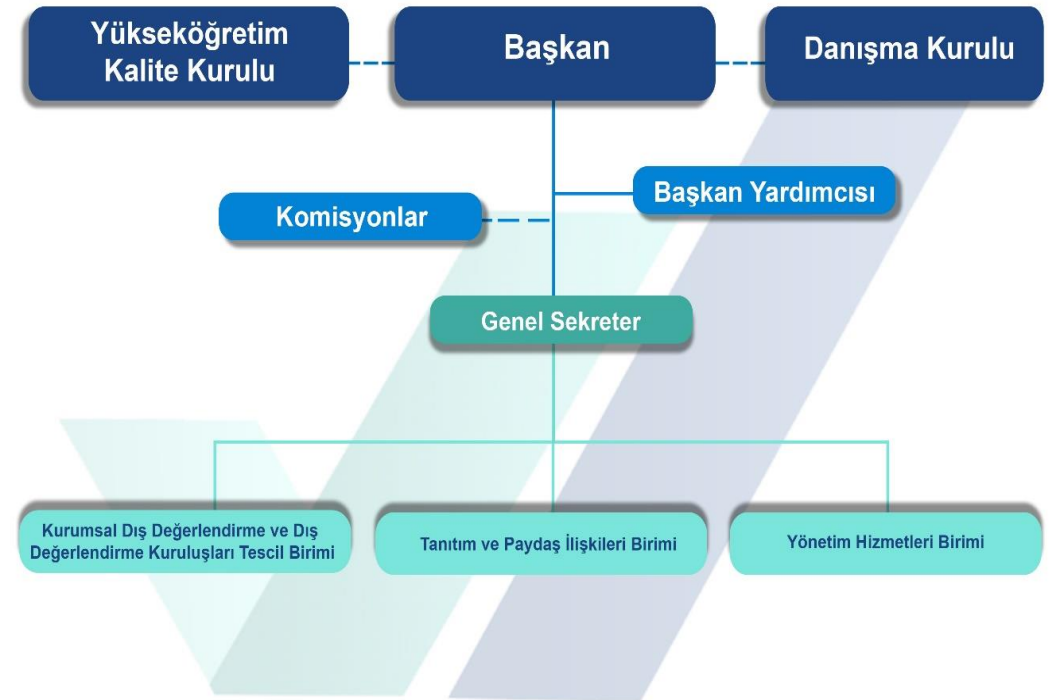 Yükseköğretim
Kalite Kurulu
Başkan
Danışma Kurulu
Başkan Yardımcısı
Komisyonlar
Genel Sekreter
Kurumsal Dış Değerlendirme ve Dış
Değerlendirme Kuruluşları Tescil Birimi
Tanıtım ve Paydaş İlişkileri Birimi
Yönetim Hizmetleri Birimi